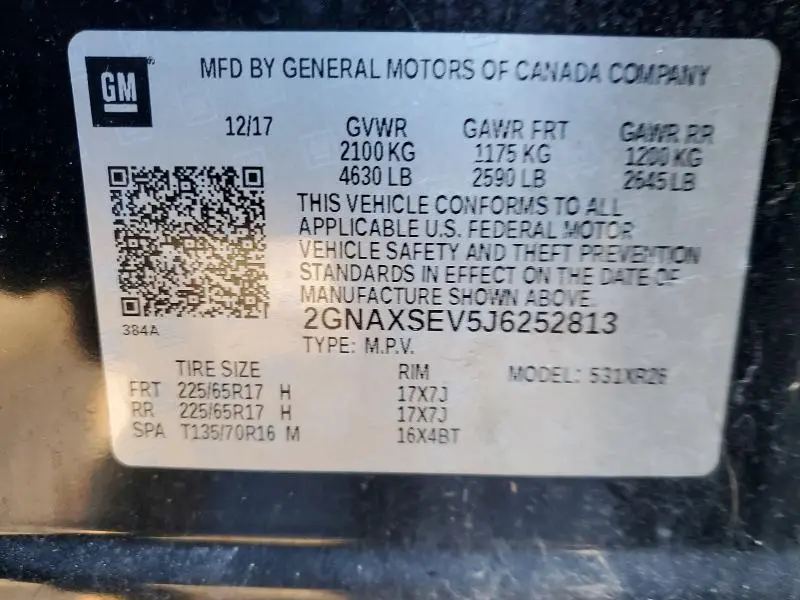 GM
MFD BY GENERAL MOTORS OF CANADA COMPANY
12/17 GVWR GAWR FRT GAWR RR
2100 KG 1175 KG 1200 KG
4630 LB 2590 LB 2645 LB
THIS VEHICLE CONFORMS TO ALL
APPLICABLE U.S. FEDERAL MOTOR
VEHICLE SAFETY AND THEFT PREVENTION
STANDARDS IN EFFECT ON THE DATE OF
MANUFACTURE SHOWN ABOVE.
384A
2GNAXSEV5J6252813
TYPE: M.P.V.
TIRE SIZE RIM MODEL: 531XR26
FRT 225/65R17 H 17X7J
RR 225/65R17 H 17X7J
SPA T135/70R16 M 16X4BT